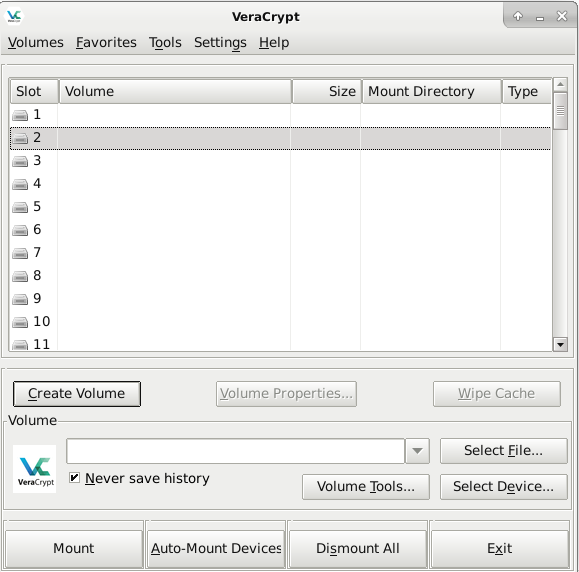 VeraCrypt
Volumes Favorites Tools Settings Help
Slot Volume Size Mount Directory Type
1
2
3
4
5
6
7
8
9
10
11
Create Volume Volume Properties... Wipe Cache
Volume
Select File...
VeraCrypt
Never save history
Volume Tools... Select Device...
Mount Auto-Mount Devices Dismount All Exit